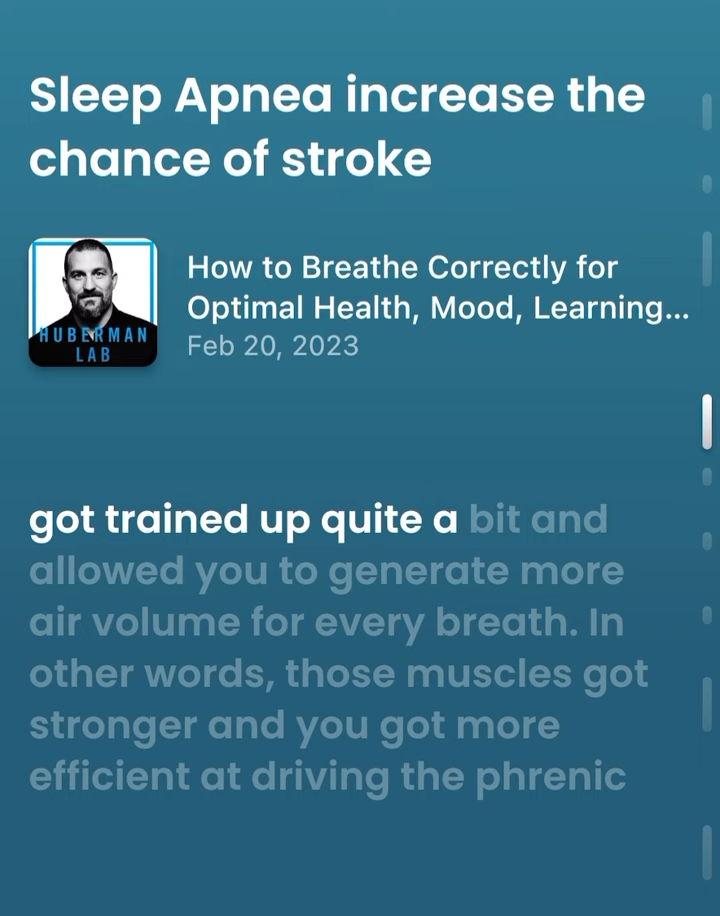 Sleep Apnea increase the
chance of stroke
HUBERMAN
LAB
How to Breathe Correctly for
Optimal Health, Mood, Learning...
Feb 20, 2023
got trained up quite a bit and
allowed you to generate more
air volume for every breath. In
other words, those muscles got
stronger and you got more
efficient at driving the phrenic